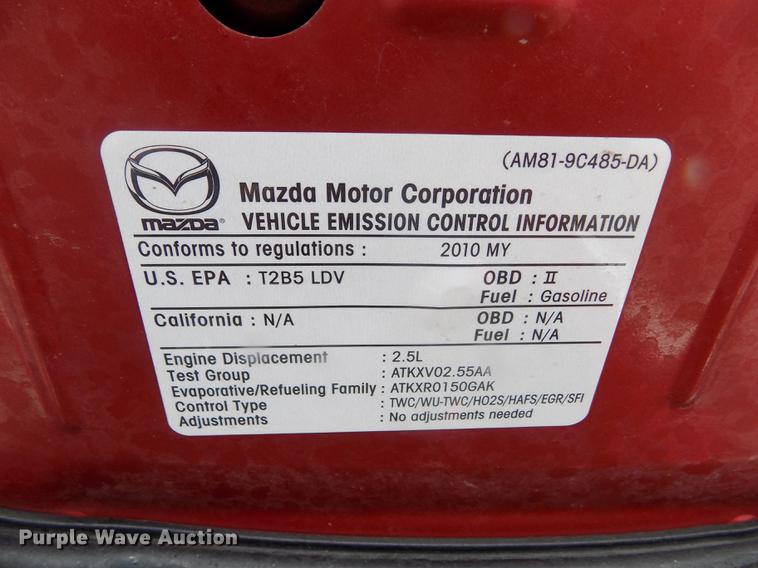 (AM81-9C485-DA)
mazda
Mazda Motor Corporation
VEHICLE EMISSION CONTROL INFORMATION
Conforms to regulations : 2010 MY
U.S. EPA : T2B5 LDV OBD : II
Fuel : Gasoline
California : N/A OBD : N/A
Fuel : N/A
Engine Displacement : 2.5L
Test Group : ATKXV02.55AA
Evaporative/Refueling Family : ATKXR0150GAK
Control Type : TWC/WU-TWC/HO2S/HAFS/EGR/SFI
Adjustments : No adjustments needed
Purple Wave Auction